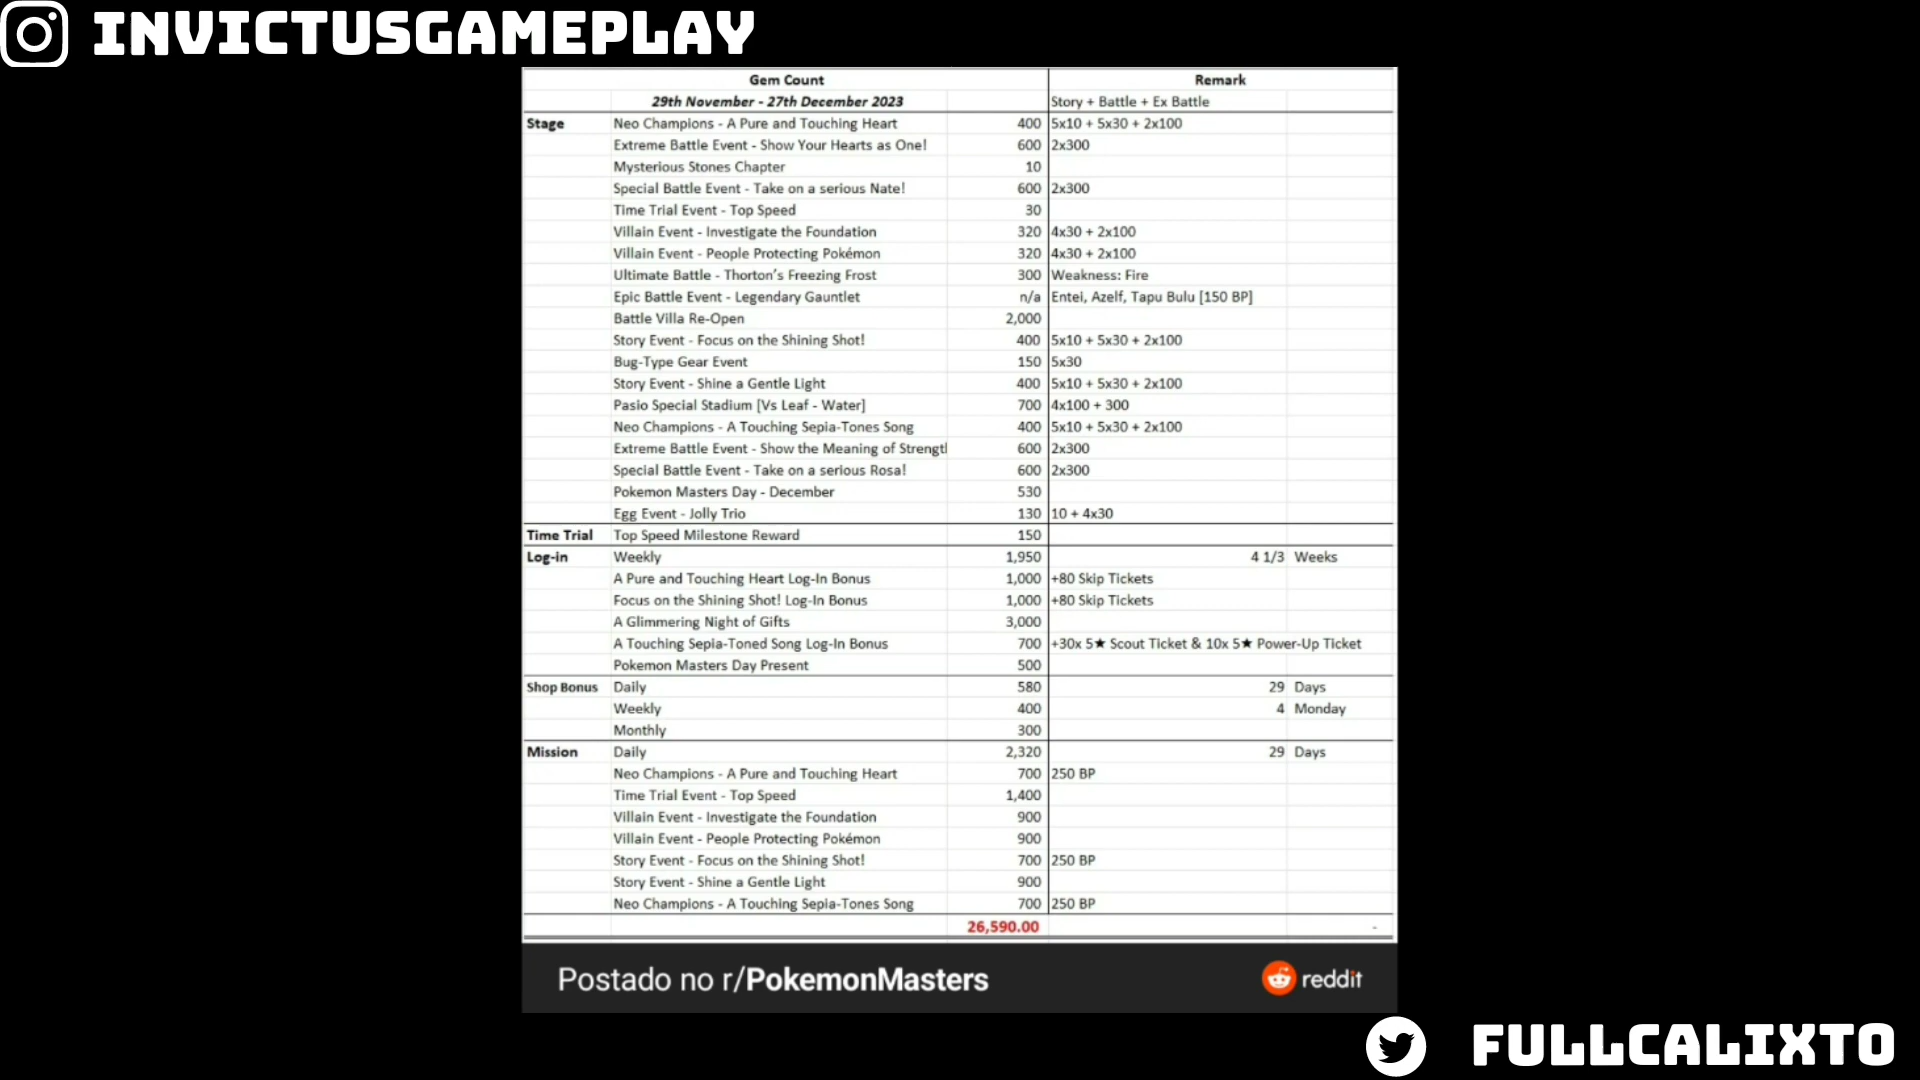 INVICTUSGAMEPLAY
Gem Count Remark
29th November - 27th December 2023 Story + Battle + Ex Battle
Stage Neo Champions - A Pure and Touching Heart 400 5x10 + 5x30 + 2x100
Extreme Battle Event - Show Your Hearts as One! 600 2x300
Mysterious Stones Chapter 10
Special Battle Event - Take on a serious Nate! 600 2x300
Time Trial Event - Top Speed 30
Villain Event - Investigate the Foundation 320 4x30 + 2x100
Villain Event - People Protecting Pokémon 320 4x30 + 2x100
Ultimate Battle - Thorton's Freezing Frost 300 Weakness: Fire
Epic Battle Event - Legendary Gauntlet n/a Entei, Azelf, Tapu Bulu [150 BP]
Battle Villa Re-Open 2,000
Story Event - Focus on the Shining Shot! 400 5x10 + 5x30 + 2x100
Bug-Type Gear Event 150 5x30
Story Event - Shine a Gentle Light 400 5x10 + 5x30 + 2x100
Pasio Special Stadium [Vs Leaf - Water] 700 4x100 + 300
Neo Champions - A Touching Sepia-Tones Song 400 5x10 + 5x30 + 2x100
Extreme Battle Event - Show the Meaning of Strengtl 600 2x300
Special Battle Event - Take on a serious Rosa! 600 2x300
Pokemon Masters Day - December 530
Egg Event - Jolly Trio 130 10 + 4x30
Time Trial Top Speed Milestone Reward 150
Log-in Weekly 1,950 4 1/3 Weeks
A Pure and Touching Heart Log-In Bonus 1,000 +80 Skip Tickets
Focus on the Shining Shot! Log-In Bonus 1,000 +80 Skip Tickets
A Glimmering Night of Gifts 3,000
A Touching Sepia-Toned Song Log-In Bonus 700 +30x 5★ Scout Ticket & 10x 5★ Power-Up Ticket
Pokemon Masters Day Present 500
Shop Bonus Daily 580 29 Days
Weekly 400 4 Monday
Monthly 300
Mission Daily 2,320 29 Days
Neo Champions - A Pure and Touching Heart 700 250 BP
Time Trial Event - Top Speed 1,400
Villain Event - Investigate the Foundation 900
Villain Event - People Protecting Pokémon 900
Story Event - Focus on the Shining Shot! 700 250 BP
Story Event - Shine a Gentle Light 900
Neo Champions - A Touching Sepia-Tones Song 700 250 BP
26,590.00 -
Postado no r/PokemonMasters reddit
FULLCALIXTO